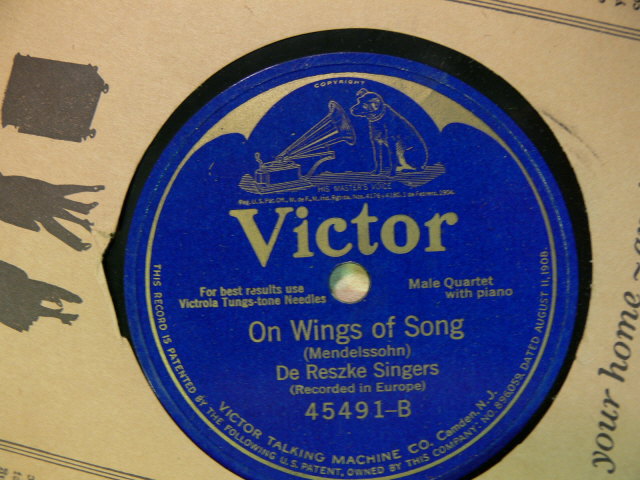 COPYRIGHT
HIS MASTER'S VOICE
Victor
For best results use
Victrola Tungs-tone Needles
Male Quartet
with piano
On Wings of Song
(Mendelssohn)
De Reszke Singers
(Recorded in Europe)
45491-B
THIS RECORD IS PATENTED BY THE FOLLOWING U.S. PATENT, OWNED BY THIS COMPANY: NO. 896059, DATED AUGUST 11, 1908.
VICTOR TALKING MACHINE CO. Camden, N.J.
your home